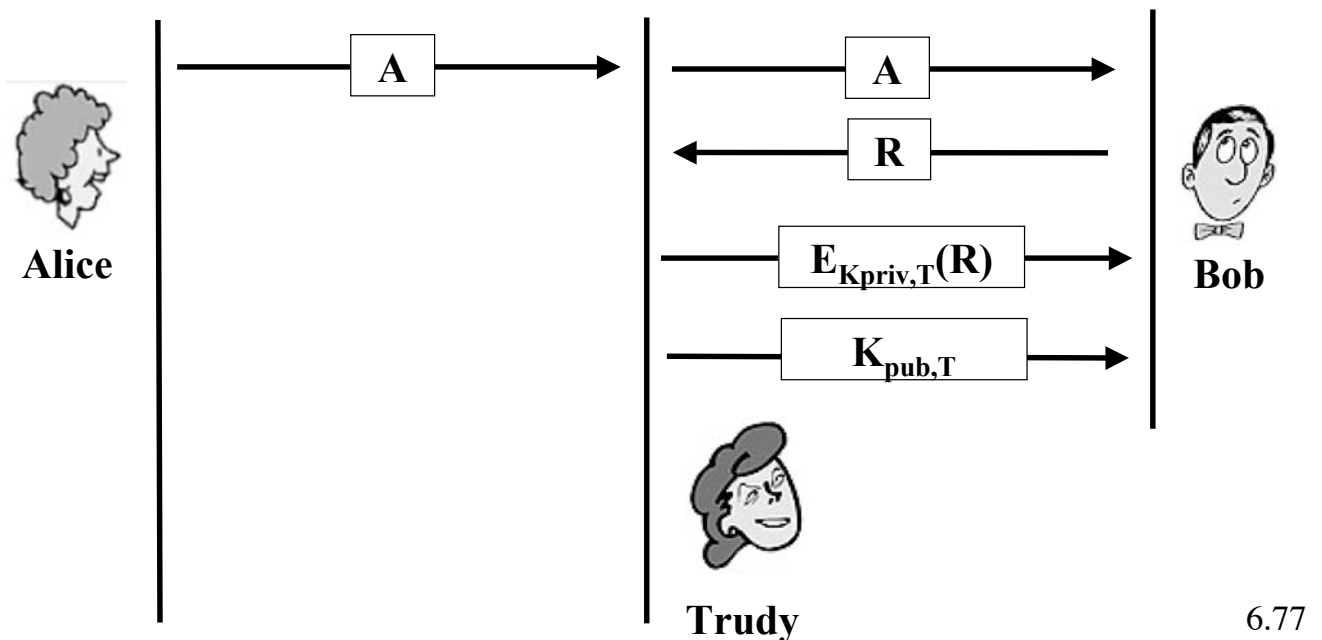 A
A
R
Alice
E_{Kpriv,T}(R)
Bob
K_{pub,T}
Trudy
6.77